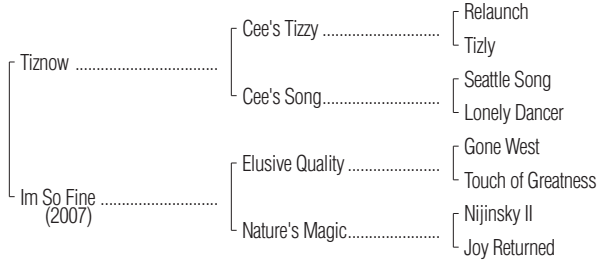 Relaunch
Cee's Tizzy ........................
Tizly
Tiznow .............................
Seattle Song
Cee's Song........................
Lonely Dancer
Gone West
Elusive Quality ...................
Touch of Greatness
Im So Fine ........................
(2007)
Nijinsky II
Nature's Magic...................
Joy Returned